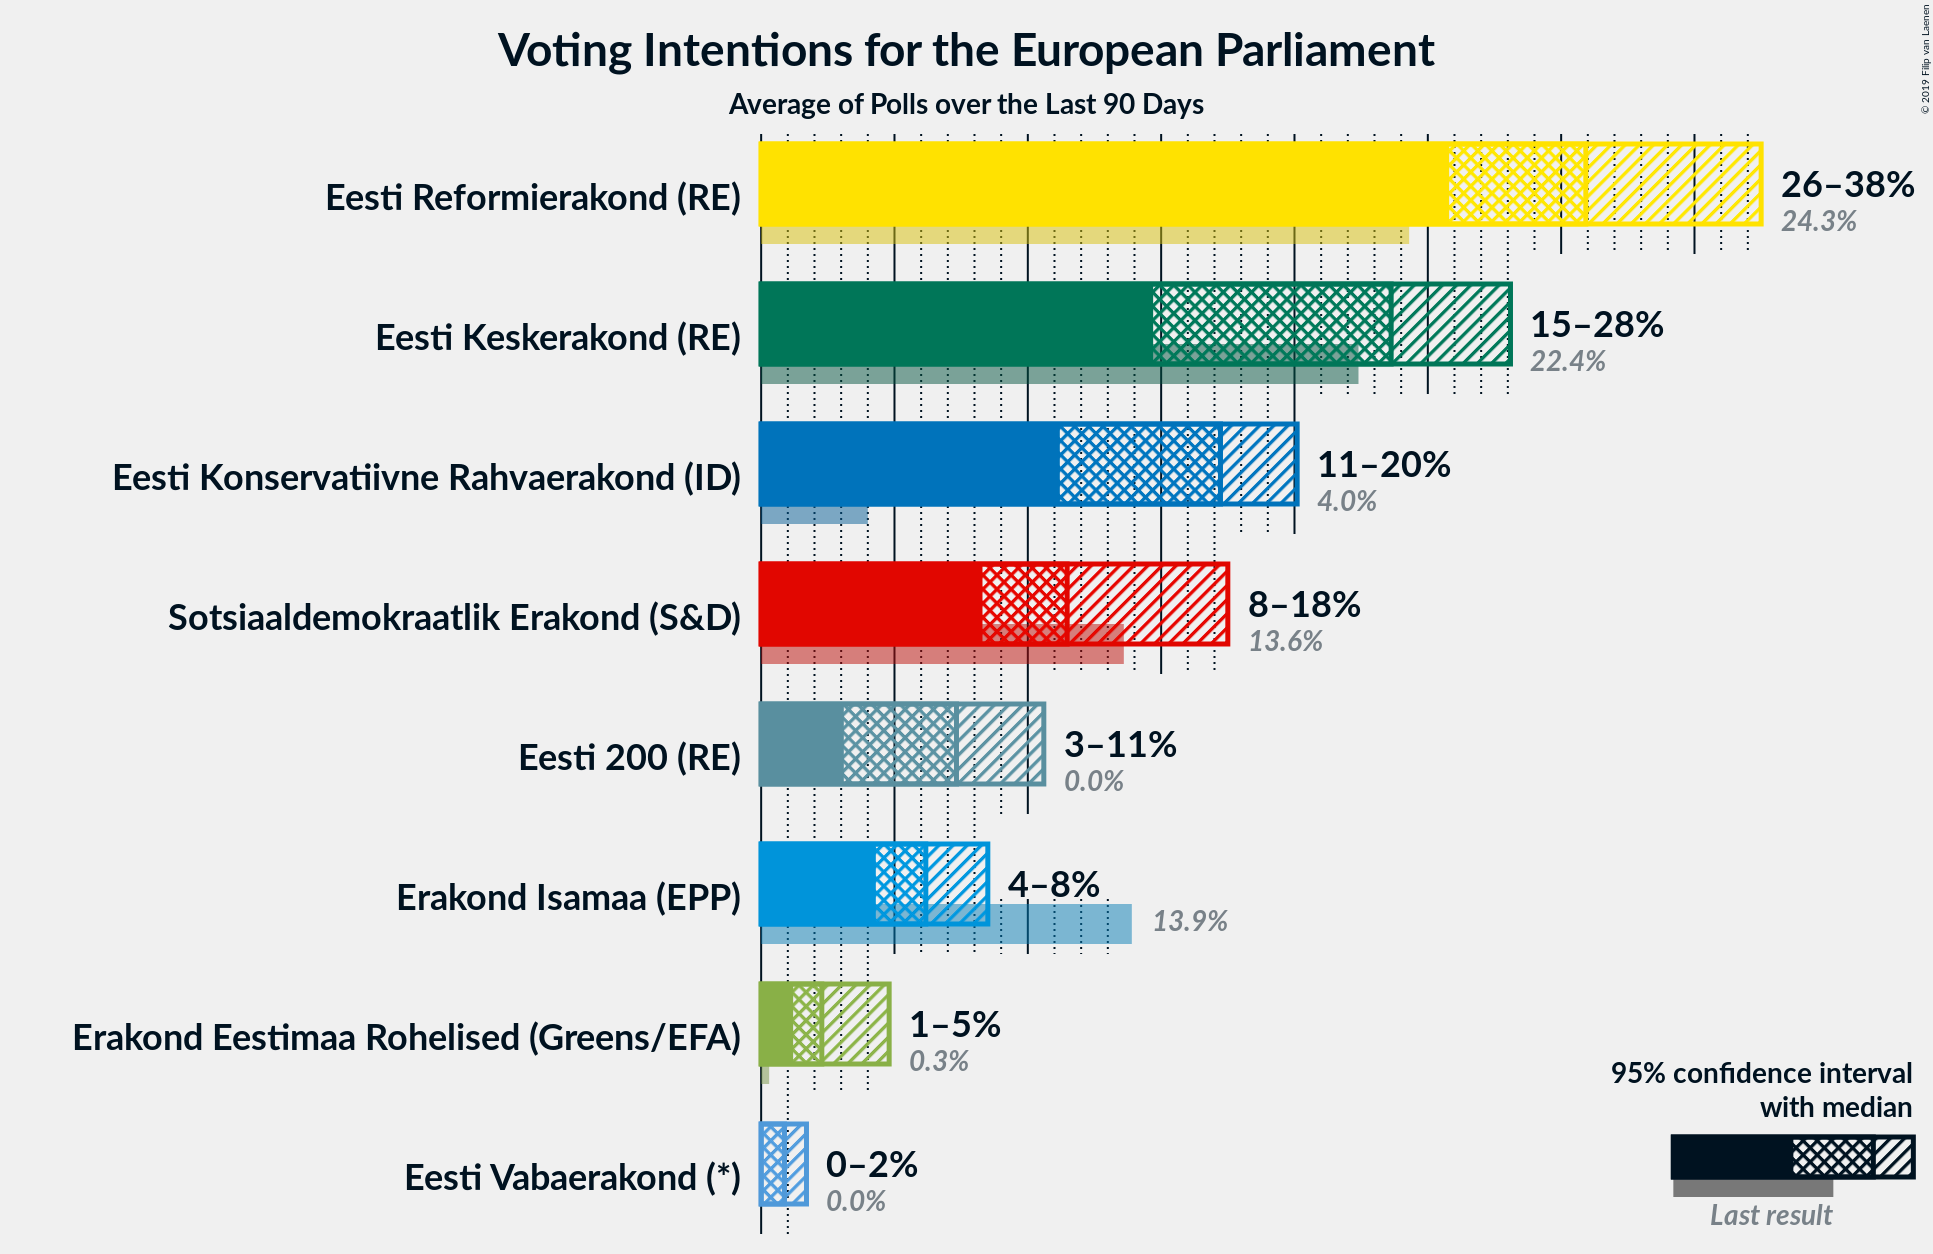 Voting Intentions for the European Parliament
Average of Polls over the Last 90 Days
© 2019 Filip van Laenen
Eesti Reformierakond (RE)
26–38%
24.3%
Eesti Keskerakond (RE)
15–28%
22.4%
Eesti Konservatiivne Rahvaerakond (ID)
11–20%
4.0%
Sotsiaaldemokraatlik Erakond (S&D)
8–18%
13.6%
Eesti 200 (RE)
3–11%
0.0%
Erakond Isamaa (EPP)
4–8%
13.9%
Erakond Eestimaa Rohelised (Greens/EFA)
1–5%
0.3%
Eesti Vabaerakond (*)
0–2%
0.0%
95% confidence interval
with median
Last result